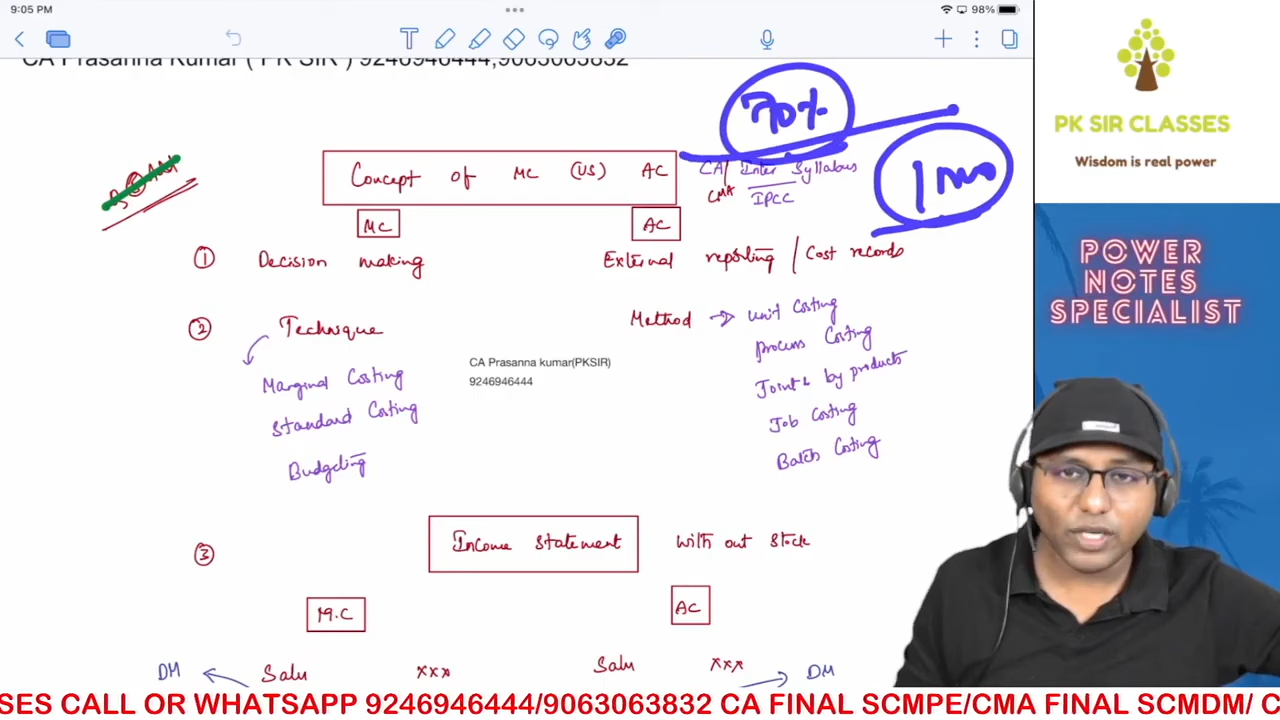 9:05 PM
98%
CA Prasanna Kumar ( PK SIR ) 9246946444,9063063832
70%
PK SIR CLASSES
Wisdom is real power
Concept of MC (US) AC
CA/ Inter Syllabus
CMA IPCC
MC
AC
① Decision making
External reporting / Cost records
② Technique
Method → Unit Costing
Process Costing
Joint & by products
Job Costing
Batch Costing
Marginal Costing
Standard Costing
Budgeting
CA Prasanna kumar(PKSIR)
9246946444
POWER
NOTES
SPECIALIST
③ Income Statement With out Stock
M.C
AC
DM Sales xxx
Sales xxx DM
SES CALL OR WHATSAPP 9246946444/9063063832 CA FINAL SCMPE/CMA FINAL SCMDM/ C